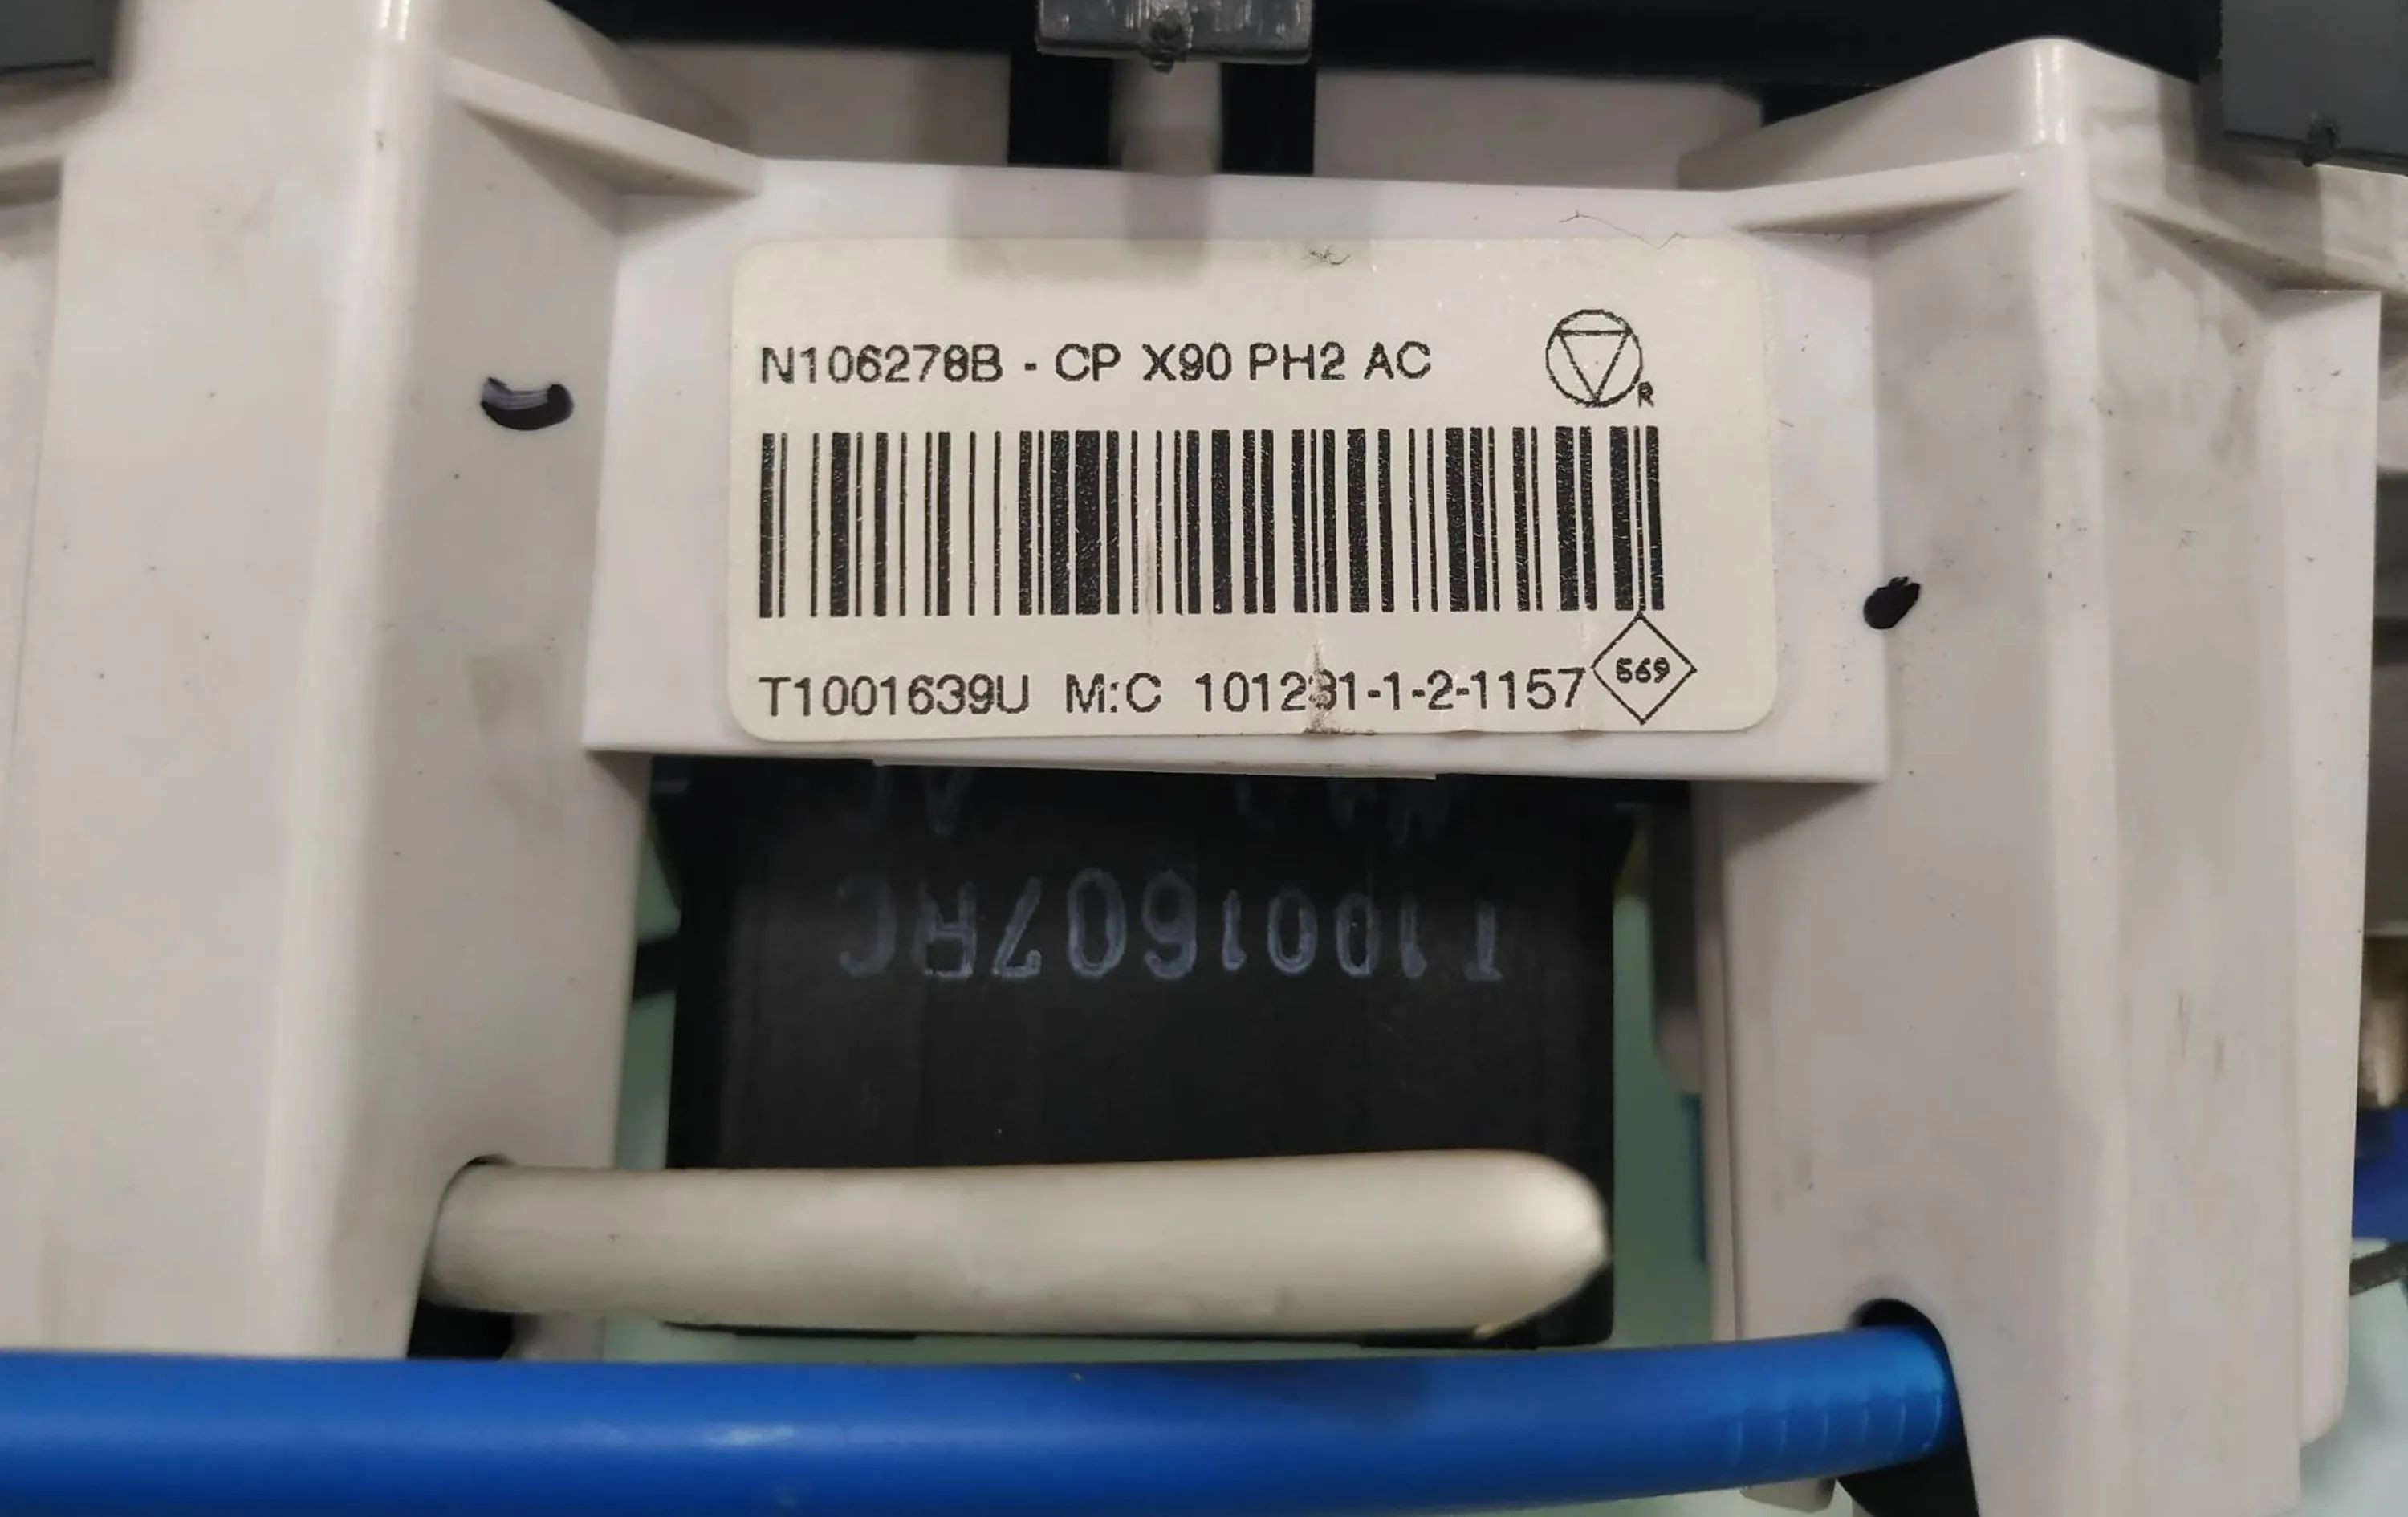 N106278B - CP X90 PH2 AC
R
T1001639U M:C 101231-1-2-1157
569
T1001607RC